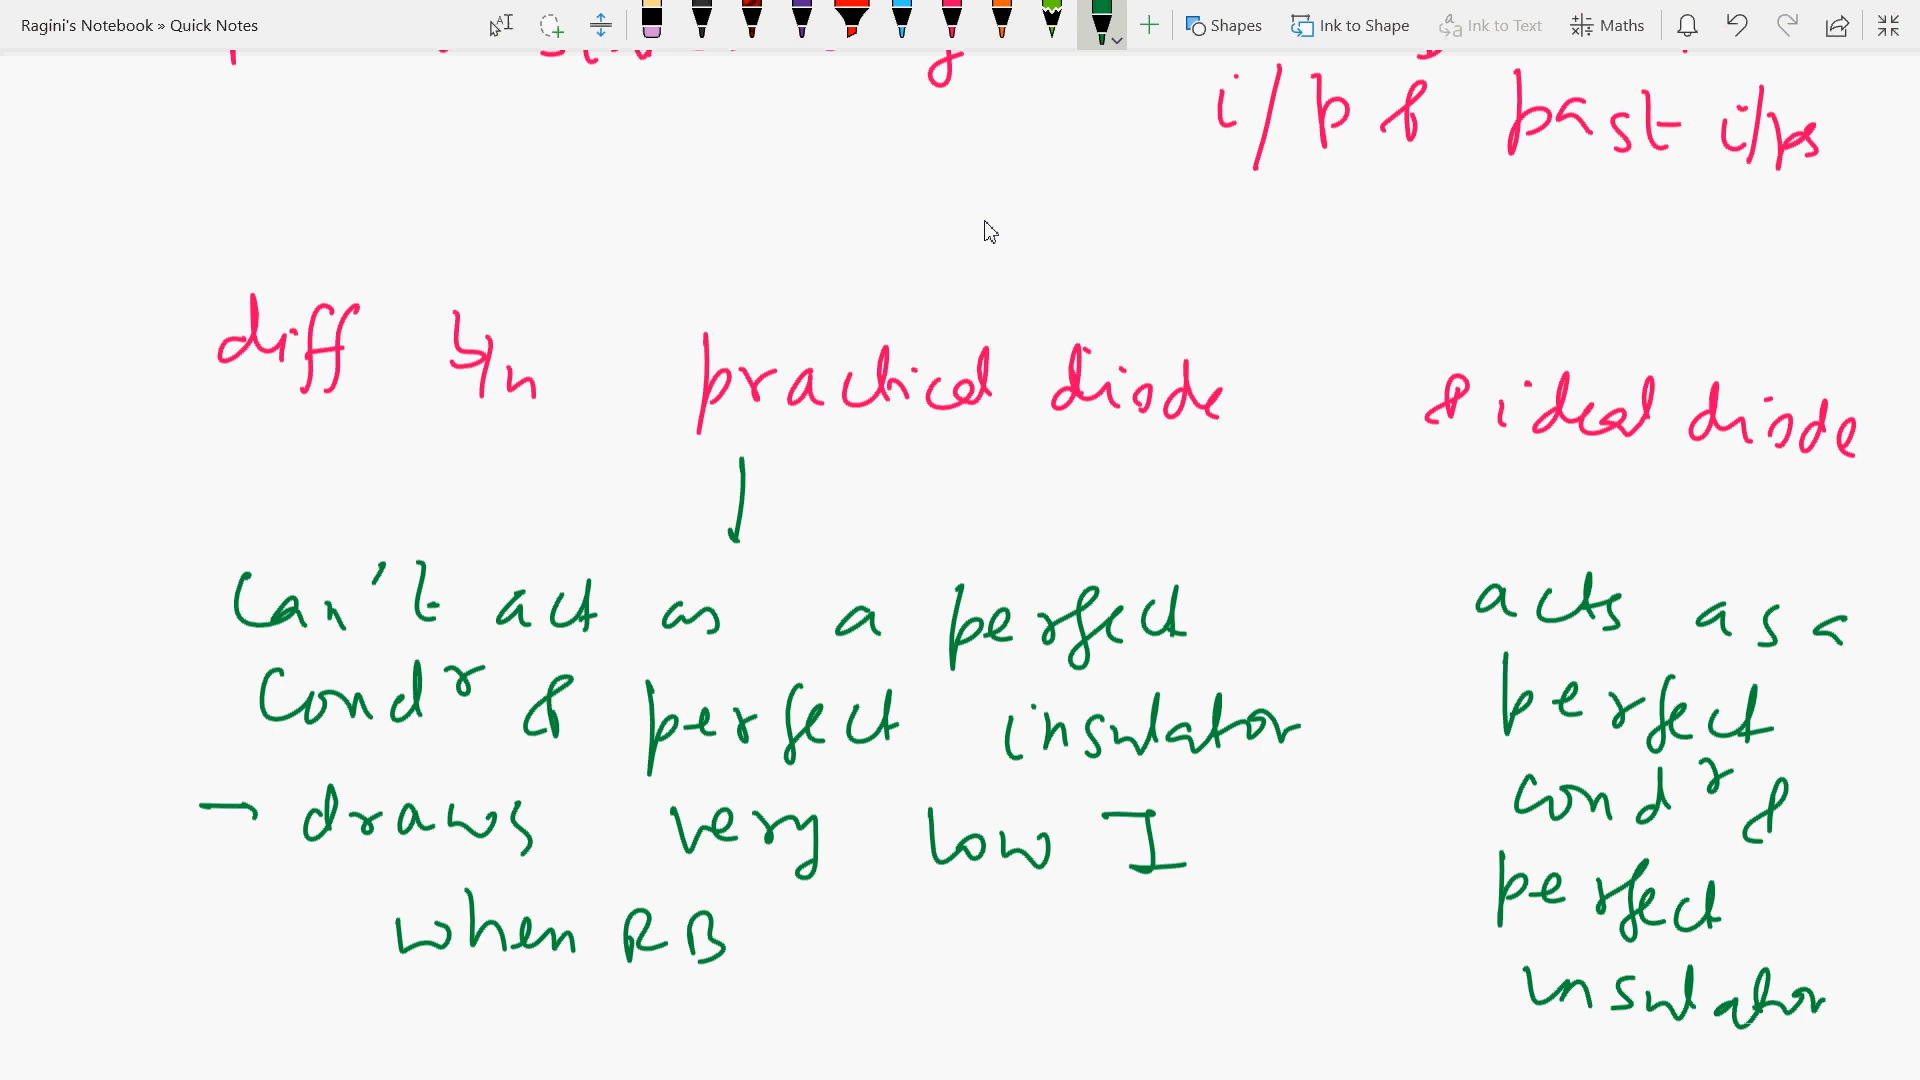 Ragini's Notebook » Quick Notes
Shapes Ink to Shape Ink to Text Maths
i/p & past i/ps
diff b/n practical diode & ideal diode
Can't act as a perfect
Condr & perfect insulator
- draws very low I
when RB
acts as a
perfect
condr &
perfect
insulator